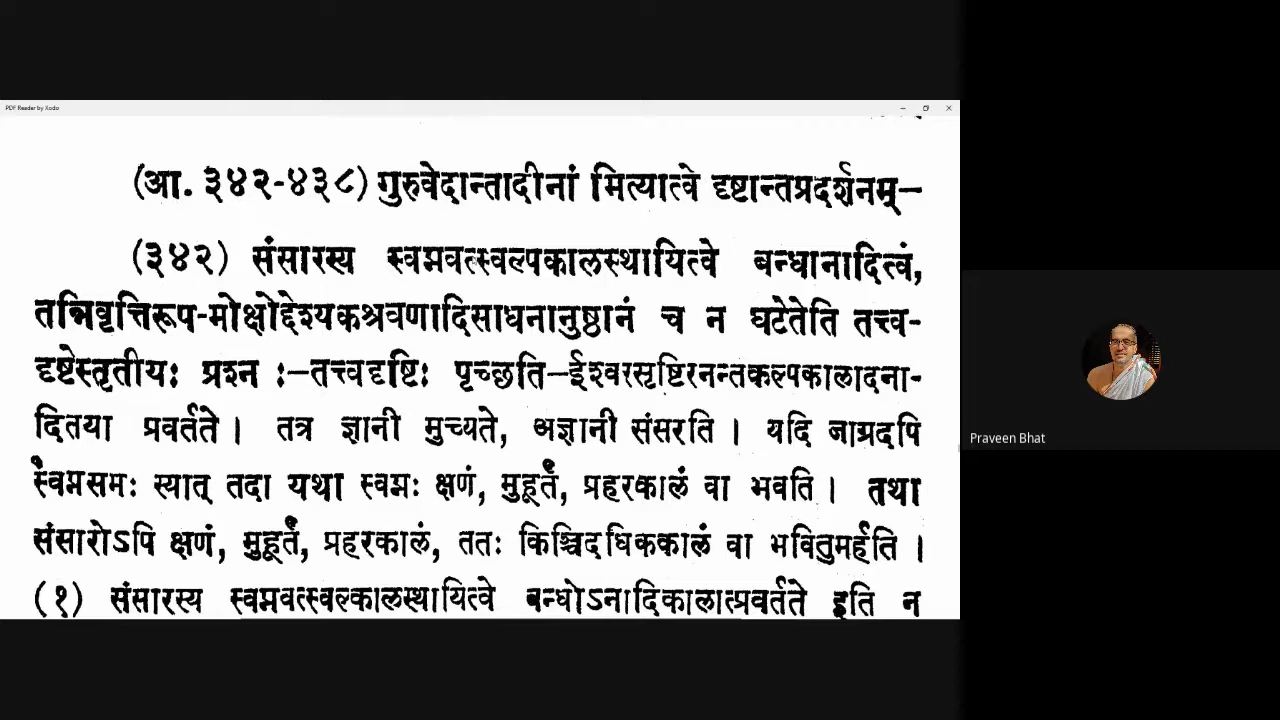 PDF Reader by Xodo
(आ. ३४२-४३८) गुरुवेदान्तादीनां मित्यात्वे दृष्टान्तप्रदर्शनम्—
(३४२) संसारस्य स्वप्नवत्स्वल्पकालस्थायित्वे बन्धानादित्वं,
तन्निवृत्तिरूप-मोक्षोद्देश्यकश्रवणादिसाधनानुष्ठानं च न घटेतेति तत्त्व-
दृष्टेस्तृतीयः प्रश्न :—तत्त्वदृष्टिः पृच्छति—ईश्वरसृष्टिरनन्तकल्पकालादना-
दितया प्रवर्तते । तत्र ज्ञानी मुच्यते, अज्ञानी संसरति । यदि जाग्रदपि
स्वप्नसमः स्यात् तदा यथा स्वप्नः क्षणं, मुहूर्तं, प्रहरकालं वा भवति । तथा
संसारोऽपि क्षणं, मुहूर्तं, प्रहरकालं, ततः किञ्चिदधिककालं वा भवितुमर्हति ।
(१) संसारस्य स्वप्नवत्स्वल्कालस्थायित्वे बन्धोऽनादिकालात्प्रवर्तते इति न
Praveen Bhat